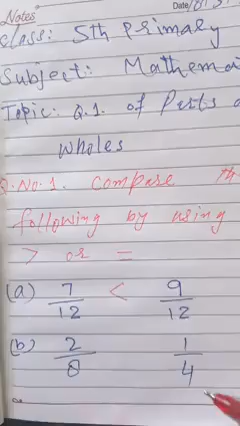 Notes
Date
Class: 5th primary
Subject: Mathema
Topic: Q.1. of Parts
wholes
Q.No.1. compare th
following by using
> or =
(a) 7/12 < 9/12
(b) 2/8 1/4